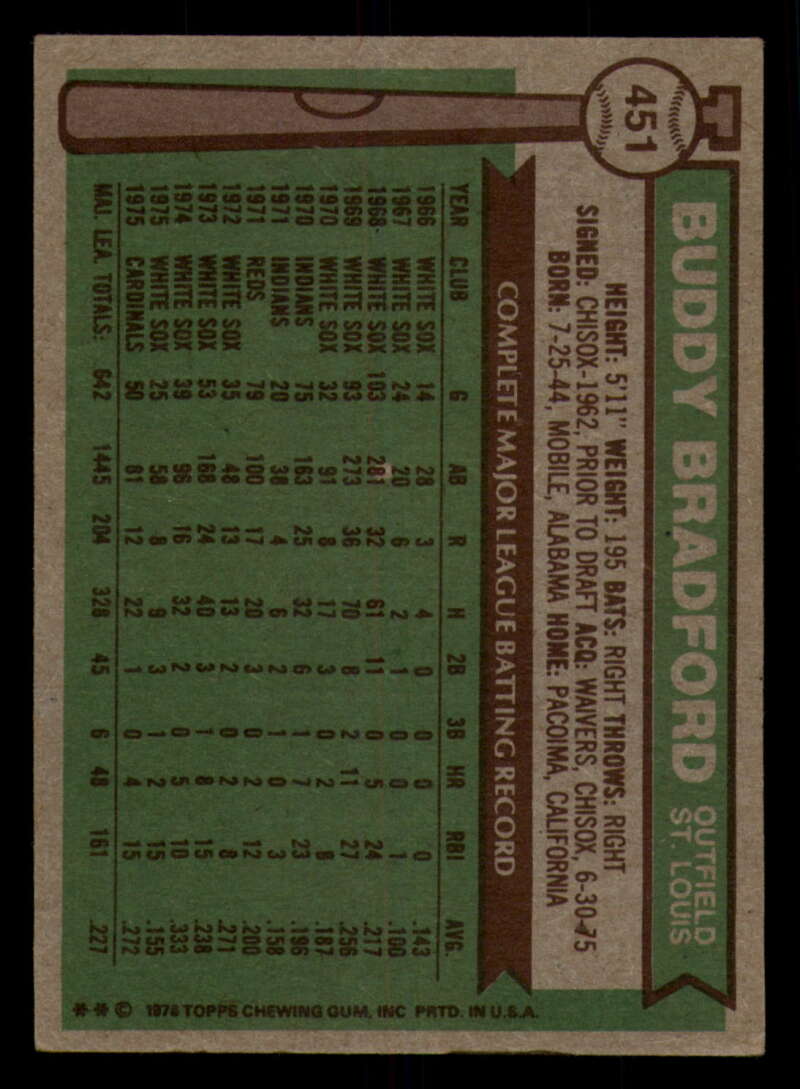 451
BUDDY BRADFORD OUTFIELD
ST. LOUIS
HEIGHT: 5'11" WEIGHT: 195 BATS: RIGHT THROWS: RIGHT
SIGNED: CHISOX-1962, PRIOR TO DRAFT ACQ: WAIVERS, CHISOX, 6-30-75
BORN: 7-25-44, MOBILE, ALABAMA HOME: PACOIMA, CALIFORNIA
COMPLETE MAJOR LEAGUE BATTING RECORD
YEAR CLUB G AB R H 2B 3B HR RBI AVG.
1966 WHITE SOX 14 28 3 4 0 0 0 0 .143
1967 WHITE SOX 24 20 6 2 1 0 0 1 .100
1968 WHITE SOX 103 281 32 61 11 0 5 24 .217
1969 WHITE SOX 93 273 36 70 8 2 11 27 .256
1970 WHITE SOX 32 91 8 17 3 0 2 8 .187
1970 INDIANS 75 163 25 32 6 1 7 23 .196
1971 INDIANS 20 38 4 6 2 1 0 3 .158
1971 REDS 79 100 17 20 3 0 2 12 .200
1972 WHITE SOX 35 48 13 13 2 0 2 8 .271
1973 WHITE SOX 53 168 24 40 3 1 8 15 .238
1974 WHITE SOX 39 96 16 32 2 0 5 10 .333
1975 WHITE SOX 25 58 8 9 3 1 2 15 .155
1975 CARDINALS 50 81 12 22 1 0 4 15 .272
MAJ. LEA. TOTALS: 642 1445 204 328 45 6 48 161 .227
** © 1976 TOPPS CHEWING GUM, INC PRTD. IN U.S.A.